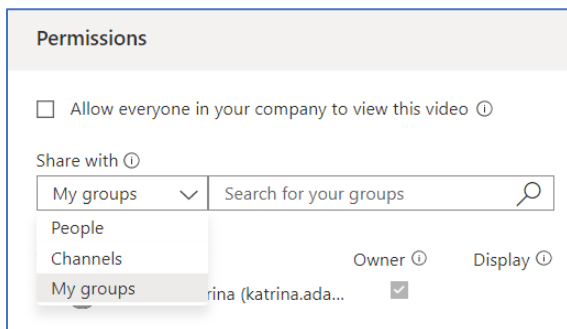 Permissions
Allow everyone in your company to view this video
Share with
My groups Search for your groups
People
Channels
Owner Display
My groups
rina (katrina.ada...